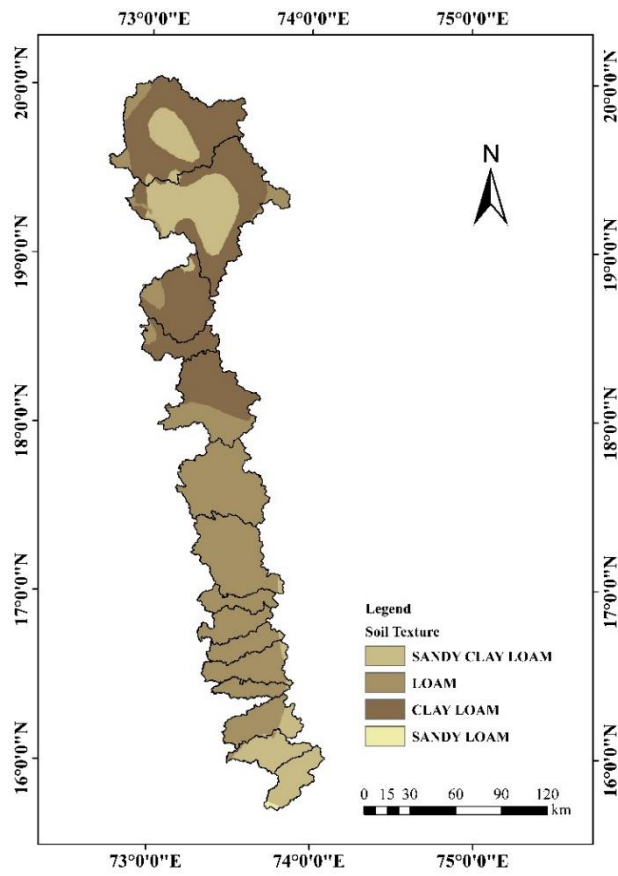 73°0'0"E 74°0'0"E 75°0'0"E
20°0'0"N 20°0'0"N
N
19°0'0"N 19°0'0"N
18°0'0"N 18°0'0"N
17°0'0"N 17°0'0"N
Legend
Soil Texture
SANDY CLAY LOAM
LOAM
CLAY LOAM
SANDY LOAM
16°0'0"N 16°0'0"N
0 15 30 60 90 120
km
73°0'0"E 74°0'0"E 75°0'0"E